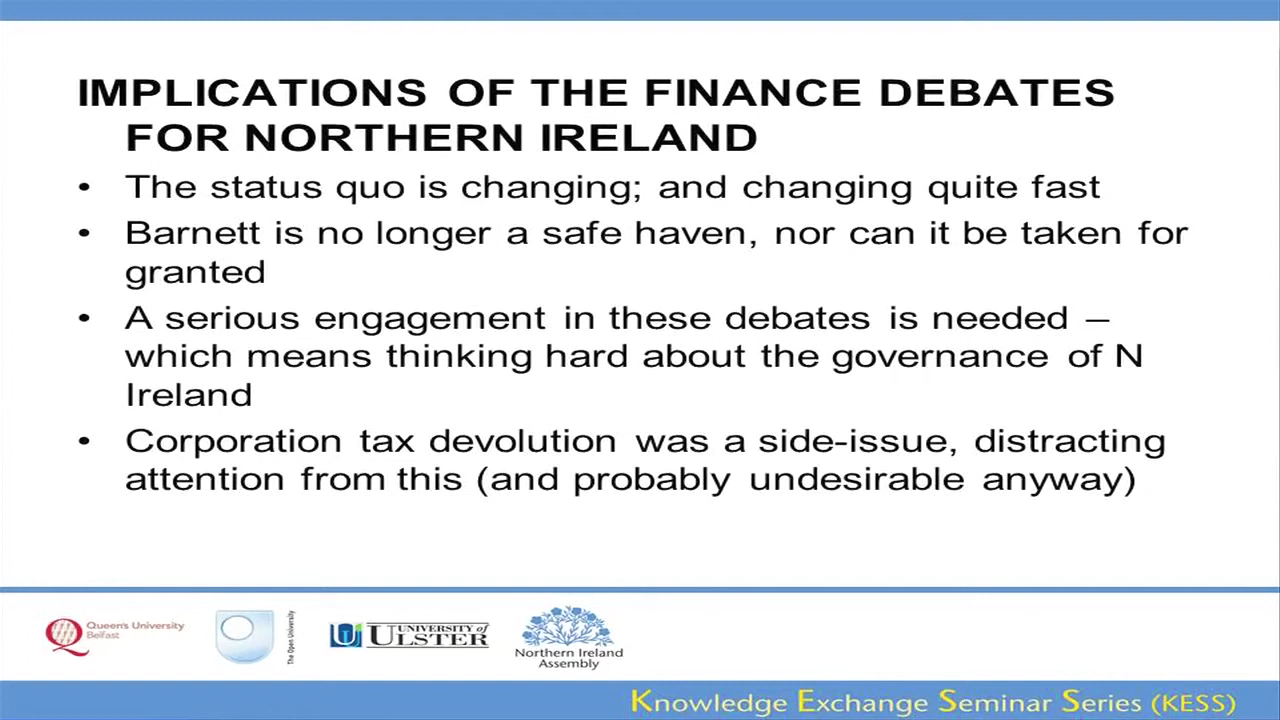 IMPLICATIONS OF THE FINANCE DEBATES
FOR NORTHERN IRELAND
• The status quo is changing; and changing quite fast
• Barnett is no longer a safe haven, nor can it be taken for
granted
• A serious engagement in these debates is needed –
which means thinking hard about the governance of N
Ireland
• Corporation tax devolution was a side-issue, distracting
attention from this (and probably undesirable anyway)
Queen's University
Belfast
The Open University
UNIVERSITY of
ULSTER
Northern Ireland
Assembly
Knowledge Exchange Seminar Series (KESS)